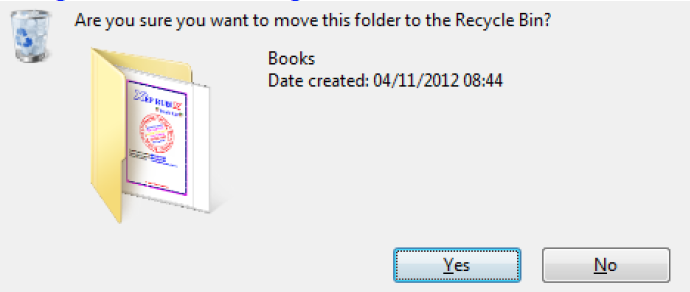 Are you sure you want to move this folder to the Recycle Bin?
Books
Date created: 04/11/2012 08:44
Yes
No